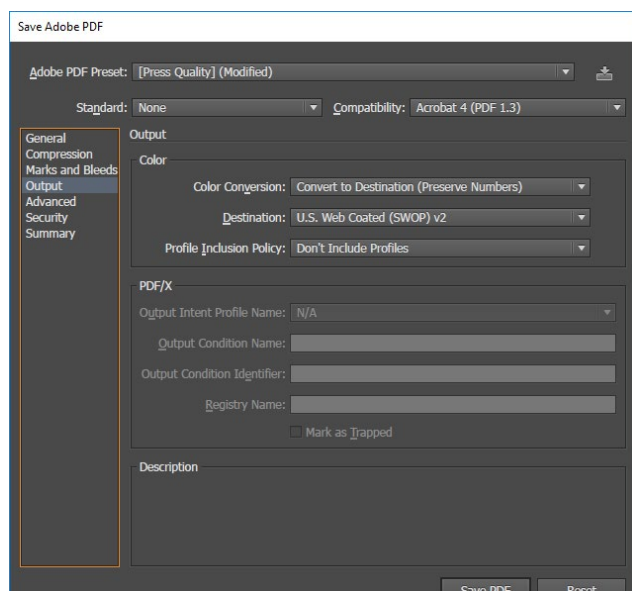 Save Adobe PDF
Adobe PDF Preset: [Press Quality] (Modified)
Standard: None Compatibility: Acrobat 4 (PDF 1.3)
General
Compression
Marks and Bleeds
Output
Advanced
Security
Summary
Output
Color
Color Conversion: Convert to Destination (Preserve Numbers)
Destination: U.S. Web Coated (SWOP) v2
Profile Inclusion Policy: Don't Include Profiles
PDF/X
Output Intent Profile Name: N/A
Output Condition Name:
Output Condition Identifier:
Registry Name:
Mark as Trapped
Description
Save PDF Reset